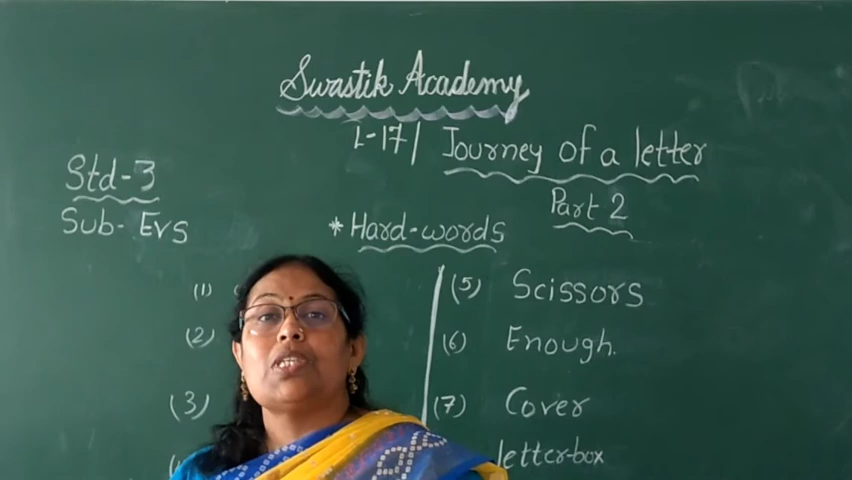 Swastik Academy
L-17| Journey of a letter
Part 2
Std-3
Sub- Evs
* Hard-words
(1)
(2)
(3)
(5) Scissors
(6) Enough.
(7) Cover
letter-box